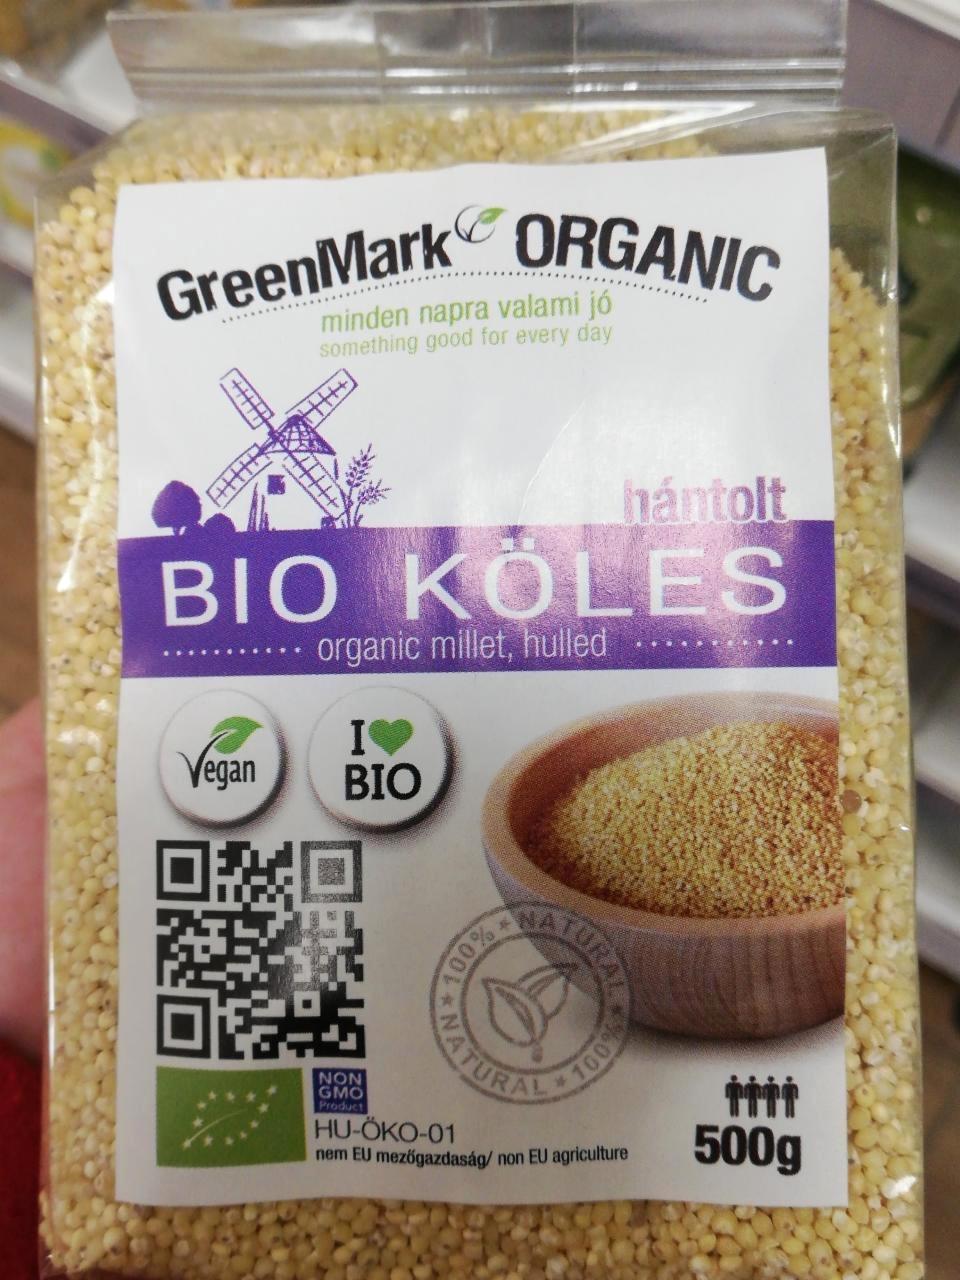 GreenMark ORGANIC
minden napra valami jó
something good for every day
hántolt
BIO KÖLES
organic millet, hulled
Vegan
I
BIO
100% NATURAL 100% NATURAL
NON
GMO
Product
HU-ÖKO-01
nem EU mezőgazdaság/ non EU agriculture
500g